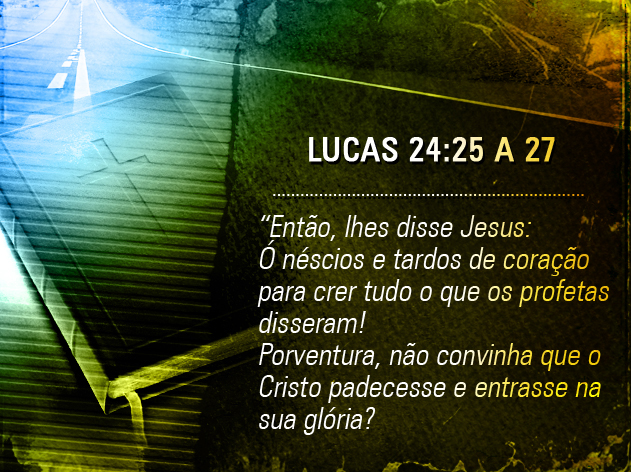 LUCAS 24:25 A 27
“Então, lhes disse Jesus:
Ó néscios e tardos de coração
para crer tudo o que os profetas
disseram!
Porventura, não convinha que o
Cristo padecesse e entrasse na
sua glória?